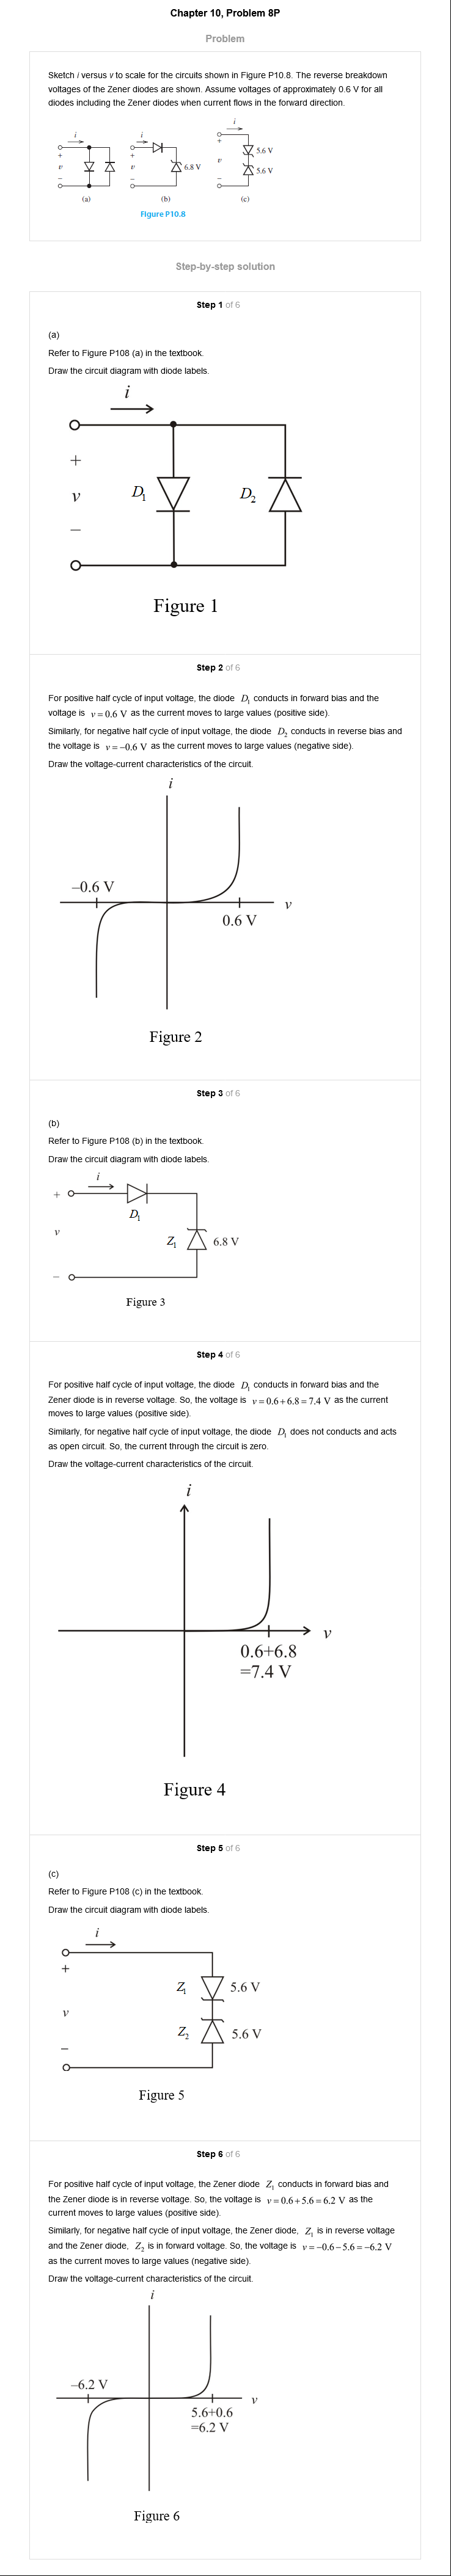 Chapter 10, Problem 8P
Problem
Sketch i versus v to scale for the circuits shown in Figure P10.8. The reverse breakdown
voltages of the Zener diodes are shown. Assume voltages of approximately 0.6 V for all
diodes including the Zener diodes when current flows in the forward direction.
i
+
v
−
(a)
i
+
v
−
6.8 V
(b)
i
+
v
−
5.6 V
5.6 V
(c)
Figure P10.8
Step-by-step solution
Step 1 of 6
(a)
Refer to Figure P108 (a) in the textbook.
Draw the circuit diagram with diode labels.
i
+
v
−
D₁
D₂
Figure 1
Step 2 of 6
For positive half cycle of input voltage, the diode D₁ conducts in forward bias and the
voltage is v = 0.6 V as the current moves to large values (positive side).
Similarly, for negative half cycle of input voltage, the diode D₂ conducts in reverse bias and
the voltage is v = −0.6 V as the current moves to large values (negative side).
Draw the voltage-current characteristics of the circuit.
i
−0.6 V
v
0.6 V
Figure 2
Step 3 of 6
(b)
Refer to Figure P108 (b) in the textbook.
Draw the circuit diagram with diode labels.
i
+
D₁
v
Z₁
6.8 V
−
Figure 3
Step 4 of 6
For positive half cycle of input voltage, the diode D₁ conducts in forward bias and the
Zener diode is in reverse voltage. So, the voltage is v = 0.6 + 6.8 = 7.4 V as the current
moves to large values (positive side).
Similarly, for negative half cycle of input voltage, the diode D₁ does not conducts and acts
as open circuit. So, the current through the circuit is zero.
Draw the voltage-current characteristics of the circuit.
i
v
0.6+6.8
=7.4 V
Figure 4
Step 5 of 6
(c)
Refer to Figure P108 (c) in the textbook.
Draw the circuit diagram with diode labels.
i
+
Z₁
5.6 V
v
Z₂
5.6 V
−
Figure 5
Step 6 of 6
For positive half cycle of input voltage, the Zener diode Z₁ conducts in forward bias and
the Zener diode is in reverse voltage. So, the voltage is v = 0.6 + 5.6 = 6.2 V as the
current moves to large values (positive side).
Similarly, for negative half cycle of input voltage, the Zener diode, Z₁ is in reverse voltage
and the Zener diode, Z₂ is in forward voltage. So, the voltage is v = −0.6 − 5.6 = −6.2 V
as the current moves to large values (negative side).
Draw the voltage-current characteristics of the circuit.
i
−6.2 V
v
5.6+0.6
=6.2 V
Figure 6